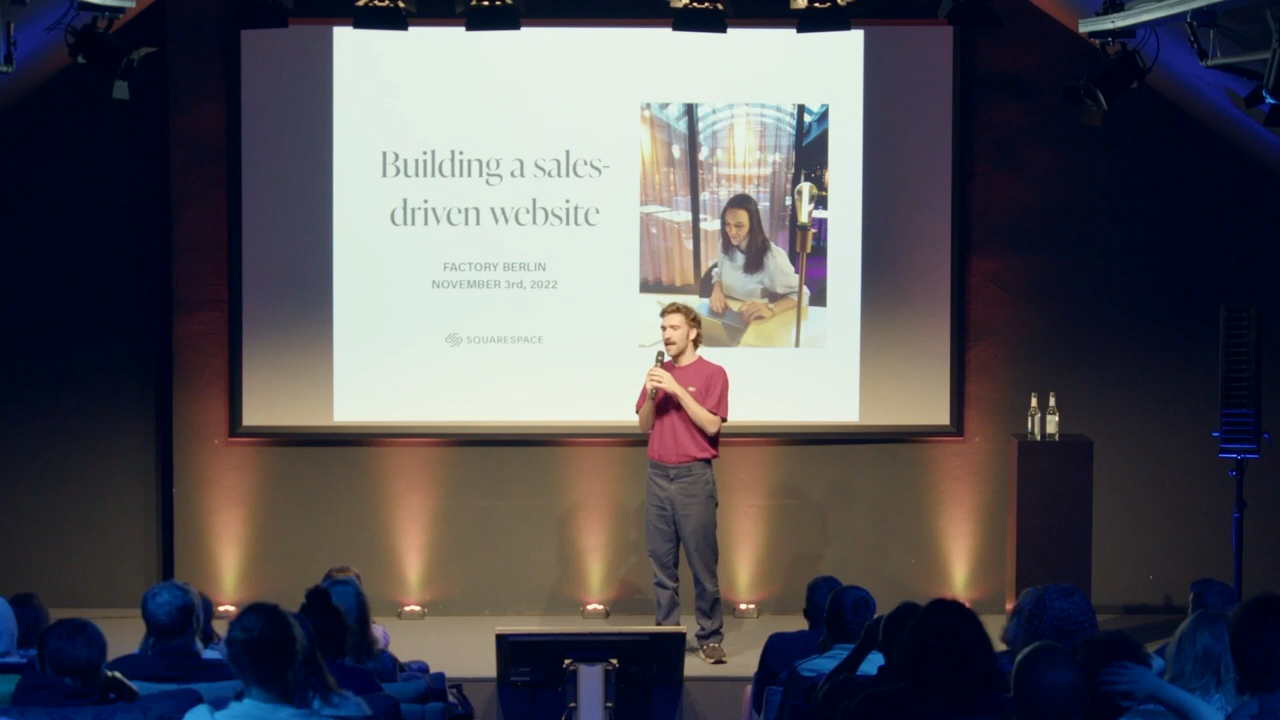 Building a sales-
driven website
FACTORY BERLIN
NOVEMBER 3rd, 2022
SQUARESPACE